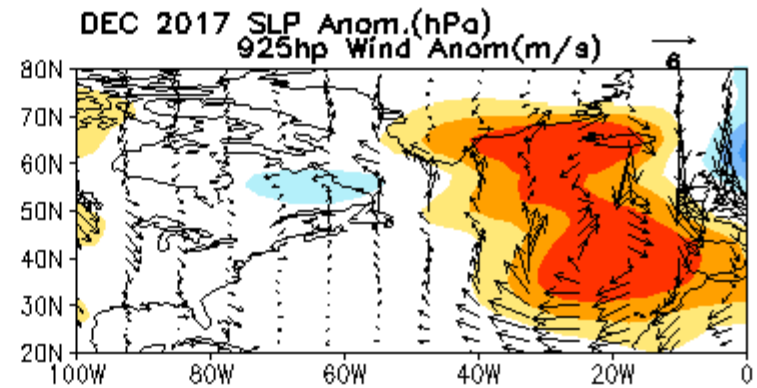 DEC 2017 SLP Anom.(hPa)
925hp Wind Anom(m/s)
6
80N
70N
60N
50N
40N
30N
20N
100W 80W 60W 40W 20W 0